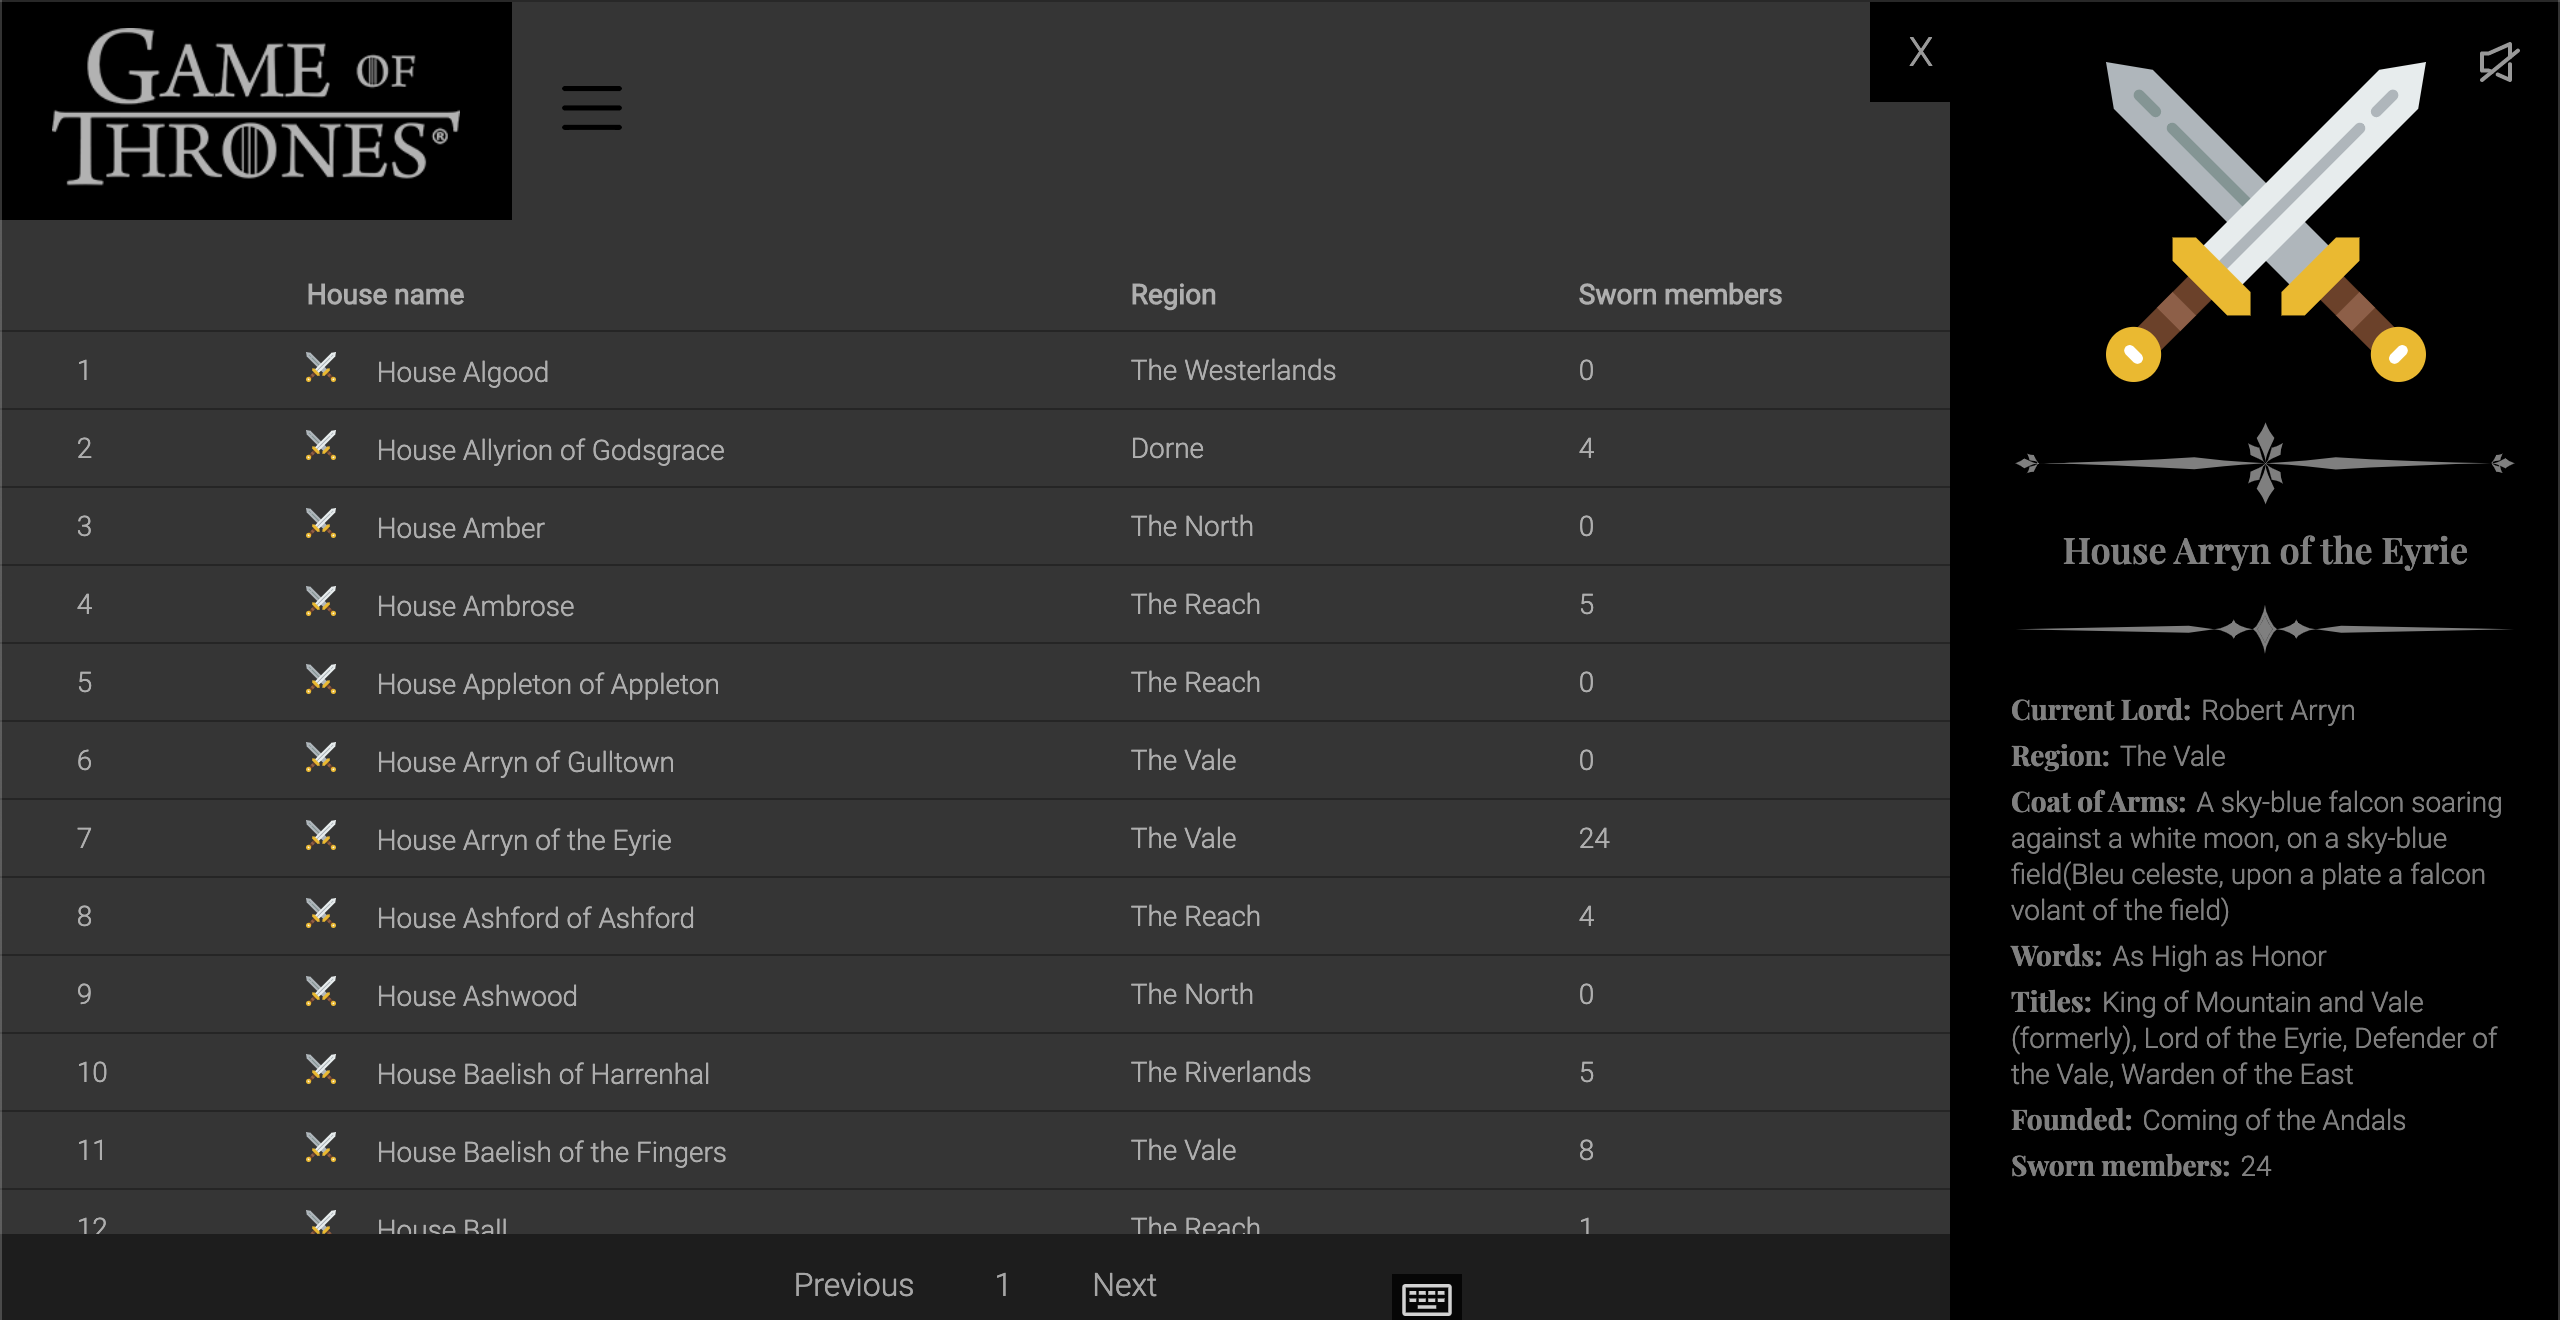 GAME OF
THRONES®
X
House name Region Sworn members
1 House Algood The Westerlands 0
2 House Allyrion of Godsgrace Dorne 4
3 House Amber The North 0
4 House Ambrose The Reach 5
5 House Appleton of Appleton The Reach 0
6 House Arryn of Gulltown The Vale 0
7 House Arryn of the Eyrie The Vale 24
8 House Ashford of Ashford The Reach 4
9 House Ashwood The North 0
10 House Baelish of Harrenhal The Riverlands 5
11 House Baelish of the Fingers The Vale 8
12 House Ball The Reach 1
Previous 1 Next
House Arryn of the Eyrie
Current Lord: Robert Arryn
Region: The Vale
Coat of Arms: A sky-blue falcon soaring
against a white moon, on a sky-blue
field(Bleu celeste, upon a plate a falcon
volant of the field)
Words: As High as Honor
Titles: King of Mountain and Vale
(formerly), Lord of the Eyrie, Defender of
the Vale, Warden of the East
Founded: Coming of the Andals
Sworn members: 24